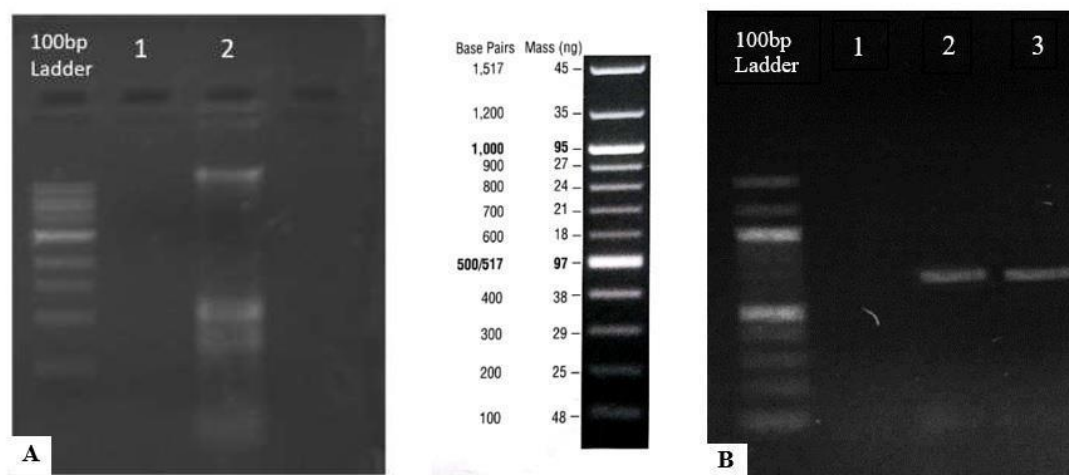 100bp
Ladder
1
2
A
Base Pairs Mass (ng)
1,517 45
1,200 35
1,000 95
900 27
800 24
700 21
600 18
500/517 97
400 38
300 29
200 25
100 48
100bp
Ladder
1
2
3
B